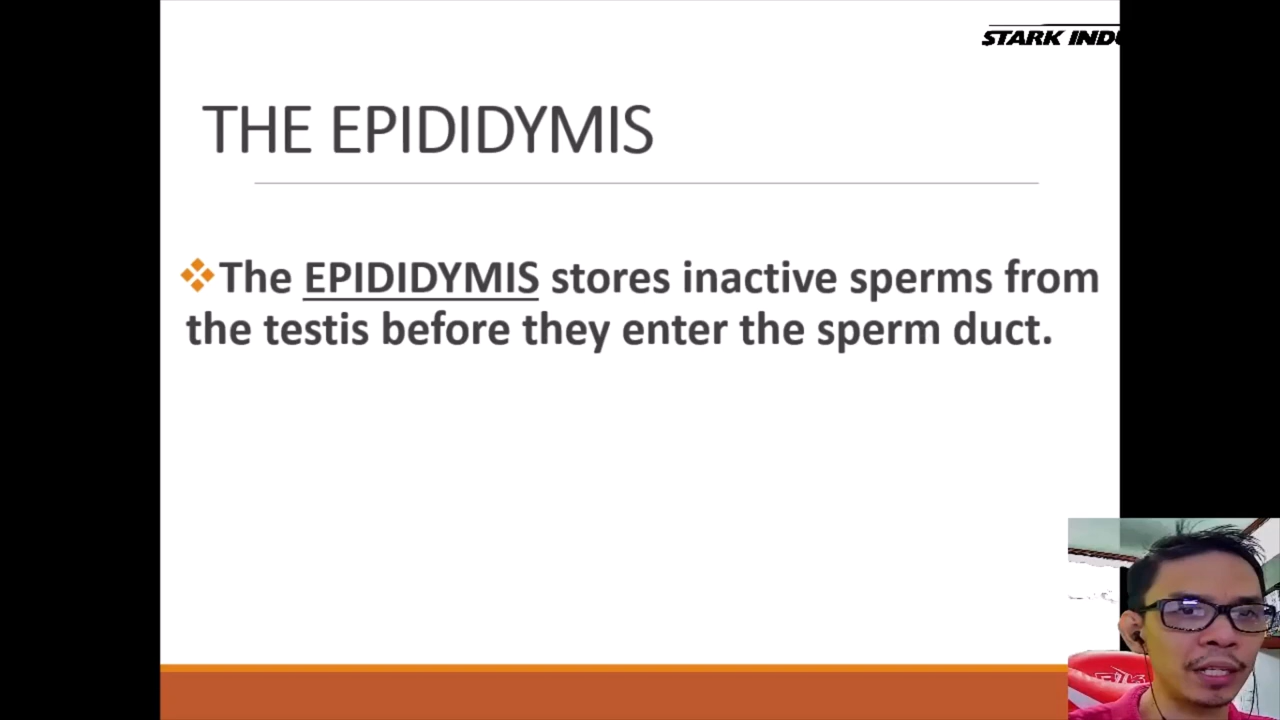 STARK INDU
THE EPIDIDYMIS
The EPIDIDYMIS stores inactive sperms from
the testis before they enter the sperm duct.